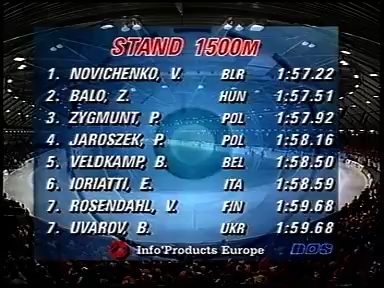 STAND 1500M
1. NOVICHENKO, V. BLR 1:57.22
2. BALO, Z. HÜN 1:57.51
3. ZYGMUNT, P. POL 1:57.92
4. JAROSZEK, P. POL 1:58.16
5. VELDKAMP, B. BEL 1:58.50
6. IORIATTI, E. ITA 1:58.59
7. ROSENDAHL, V. FIN 1:59.68
7. UVAROV, B. UKR 1:59.68
Info'Products Europe NOS